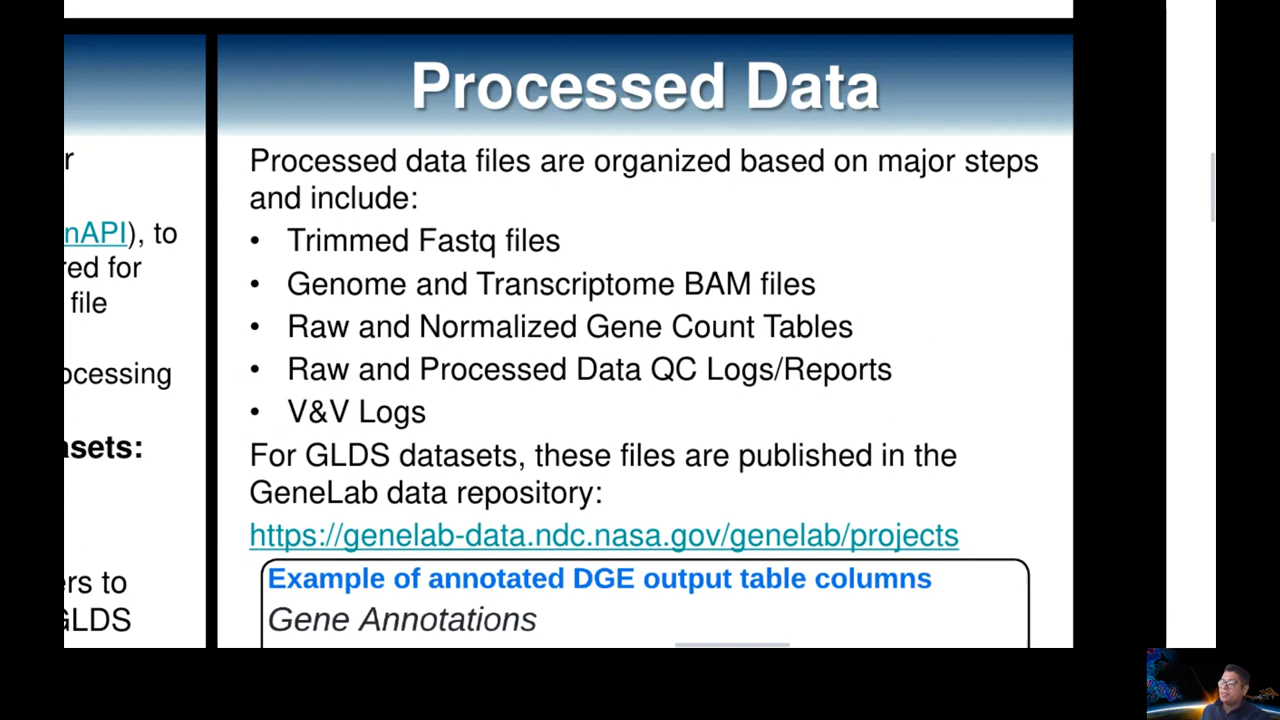 Processed Data
r
nAPI), to
red for
file
ocessing
asets:
ers to
GLDS
Processed data files are organized based on major steps
and include:
• Trimmed Fastq files
• Genome and Transcriptome BAM files
• Raw and Normalized Gene Count Tables
• Raw and Processed Data QC Logs/Reports
• V&V Logs
For GLDS datasets, these files are published in the
GeneLab data repository:
https://genelab-data.ndc.nasa.gov/genelab/projects
Example of annotated DGE output table columns
Gene Annotations